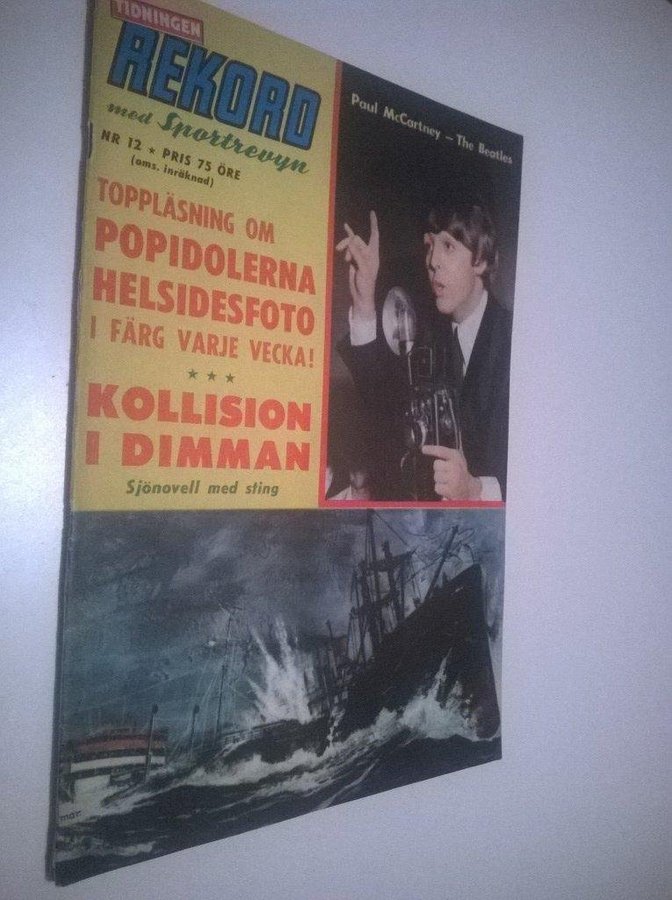 TIDNINGEN
REKORD
med Sportrevyn
NR 12 ★ PRIS 75 ÖRE
(oms. inräknad)
TOPPLÄSNING OM
POPIDOLERNA
HELSIDESFOTO
I FÄRG VARJE VECKA!
★ ★ ★
KOLLISION
I DIMMAN
Sjönovell med sting
Paul McCartney – The Beatles